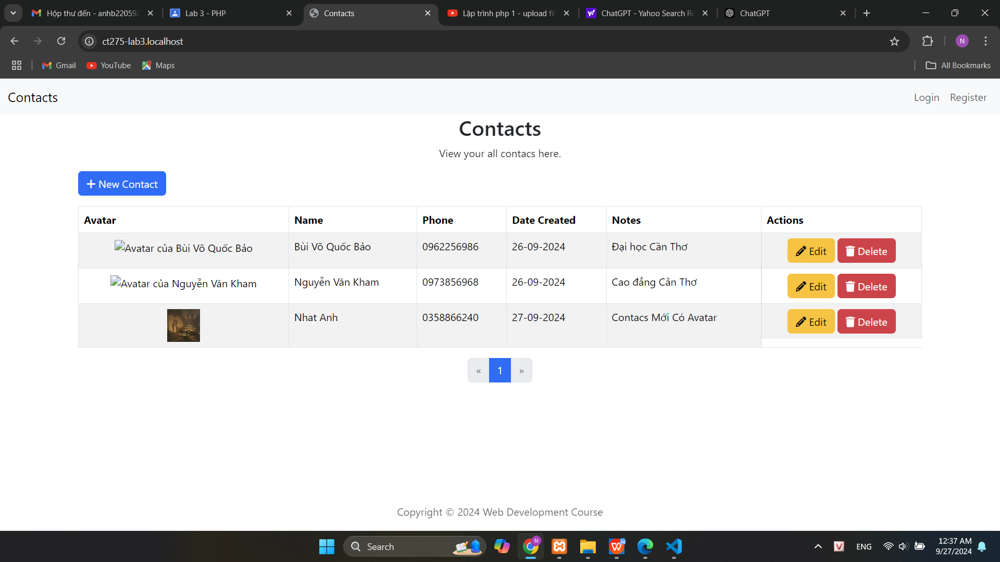 Hộp thư đến - anhb220592
Lab 3 - PHP
Contacts
Lập trình php 1 - upload fil
ChatGPT - Yahoo Search Re
ChatGPT
ct275-lab3.localhost
N
Gmail
YouTube
Maps
All Bookmarks
Contacts
Login
Register
Contacts
View your all contacs here.
New Contact
Avatar Name Phone Date Created Notes Actions
Avatar của Bùi Võ Quốc Bảo Bùi Võ Quốc Bảo 0962256986 26-09-2024 Đại học Cần Thơ Edit Delete
Avatar của Nguyễn Văn Kham Nguyễn Văn Kham 0973856968 26-09-2024 Cao đẳng Cằn Thơ Edit Delete
Nhat Anh 0358866240 27-09-2024 Contacs Mới Có Avatar Edit Delete
« 1 »
Copyright © 2024 Web Development Course
Search
N
ENG
12:37 AM
9/27/2024